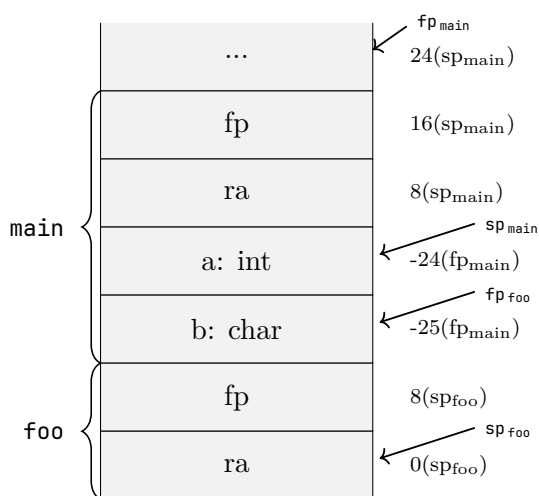 fp main
... 24(sp main)
fp 16(sp main)
ra 8(sp main)
main
sp main
a: int -24(fp main)
fp foo
b: char -25(fp main)
fp 8(sp foo)
foo
sp foo
ra 0(sp foo)